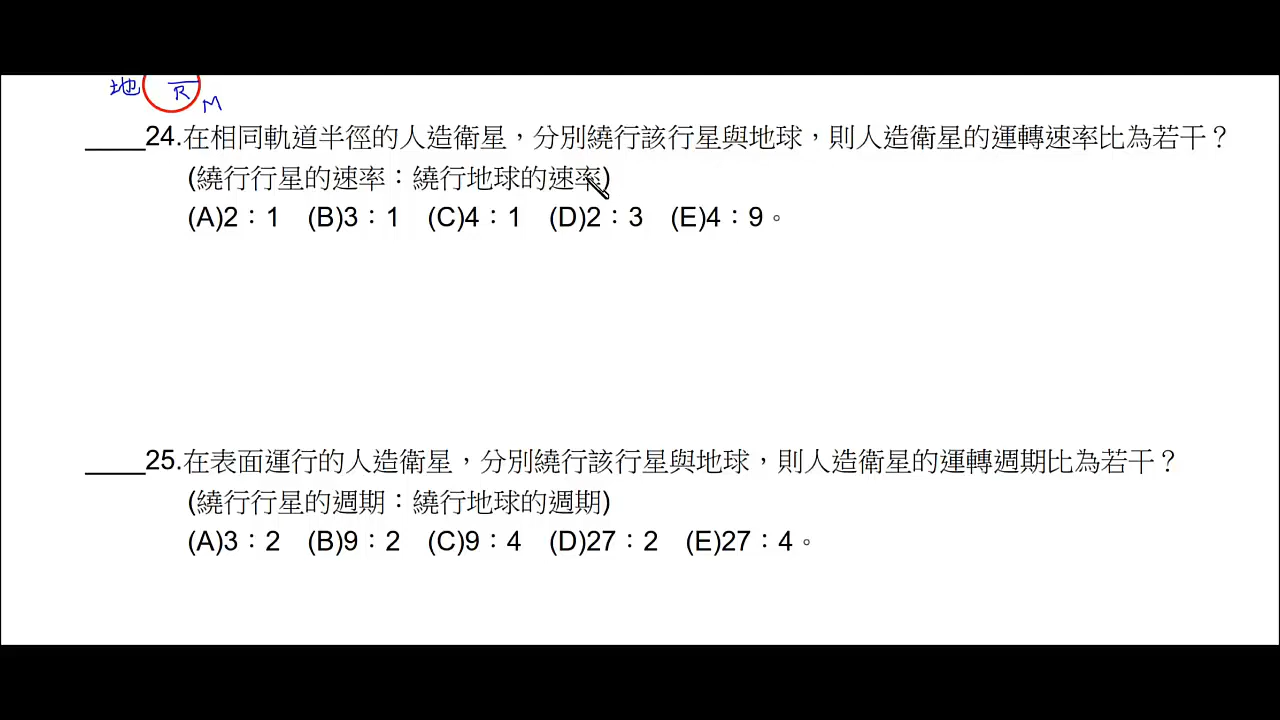 地 R M
____24.在相同軌道半徑的人造衛星，分別繞行該行星與地球，則人造衛星的運轉速率比為若干？
(繞行行星的速率：繞行地球的速率)
(A)2：1 (B)3：1 (C)4：1 (D)2：3 (E)4：9。
____25.在表面運行的人造衛星，分別繞行該行星與地球，則人造衛星的運轉週期比為若干？
(繞行行星的週期：繞行地球的週期)
(A)3：2 (B)9：2 (C)9：4 (D)27：2 (E)27：4。